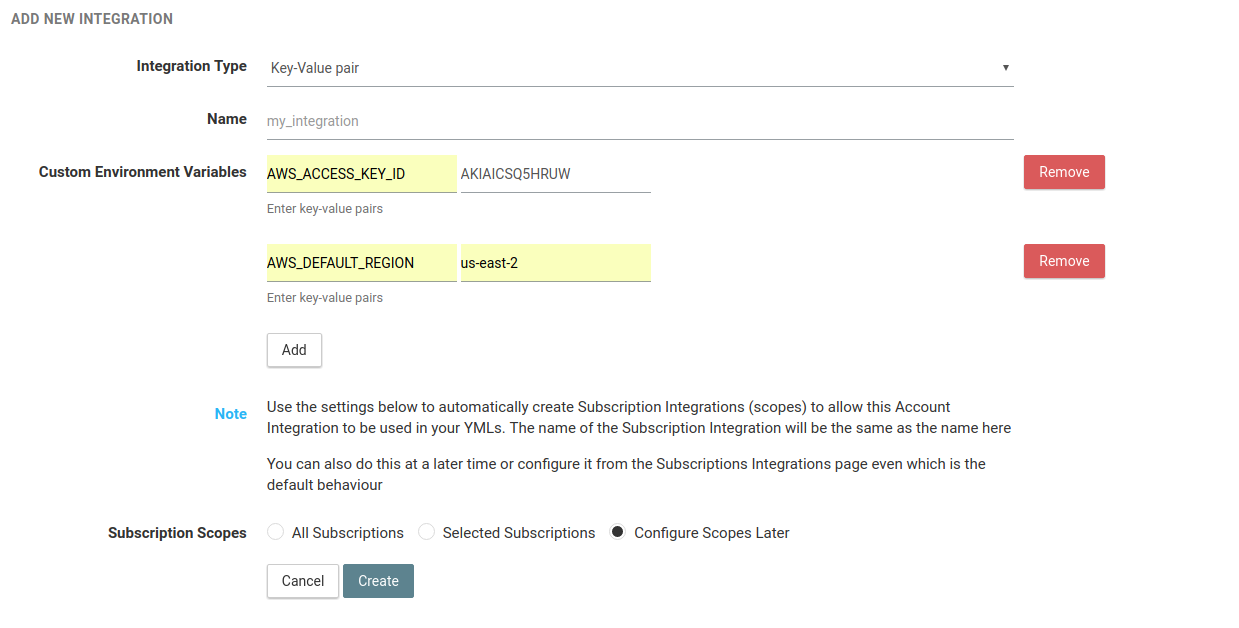 ADD NEW INTEGRATION
Integration Type Key-Value pair
Name my_integration
Custom Environment Variables AWS_ACCESS_KEY_ID AKIAICSQ5HRUW Remove
Enter key-value pairs
AWS_DEFAULT_REGION us-east-2 Remove
Enter key-value pairs
Add
Note Use the settings below to automatically create Subscription Integrations (scopes) to allow this Account
Integration to be used in your YMLs. The name of the Subscription Integration will be the same as the name here
You can also do this at a later time or configure it from the Subscriptions Integrations page even which is the
default behaviour
Subscription Scopes All Subscriptions Selected Subscriptions Configure Scopes Later
Cancel Create